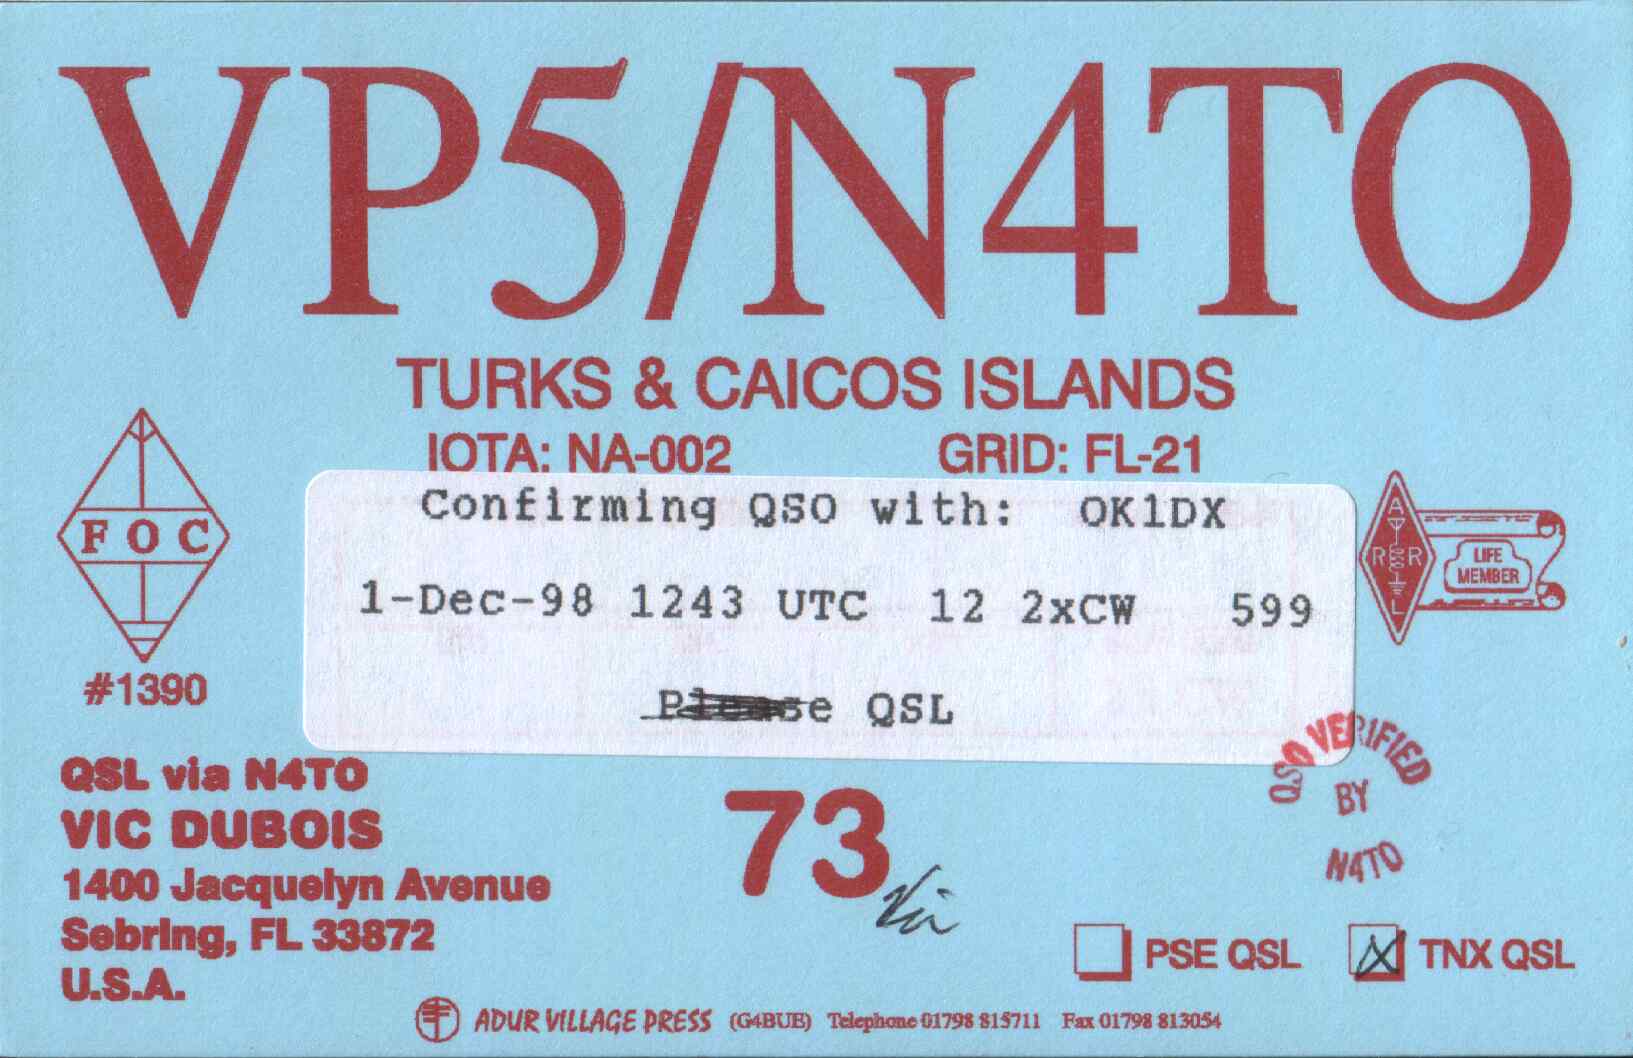 VP5/N4TO
TURKS & CAICOS ISLANDS
IOTA: NA-002 GRID: FL-21
Confirming QSO with: OK1DX
1-Dec-98 1243 UTC 12 2xCW 599
Please QSL
FOC
#1390
ARRL
LIFE
MEMBER
QSO VERIFIED
BY
N4TO
QSL via N4TO
VIC DUBOIS
1400 Jacquelyn Avenue
Sebring, FL 33872
U.S.A.
73
Vic
PSE QSL TNX QSL
ADUR VILLAGE PRESS (G4BUE) Telephone 01798 815711 Fax 01798 813054